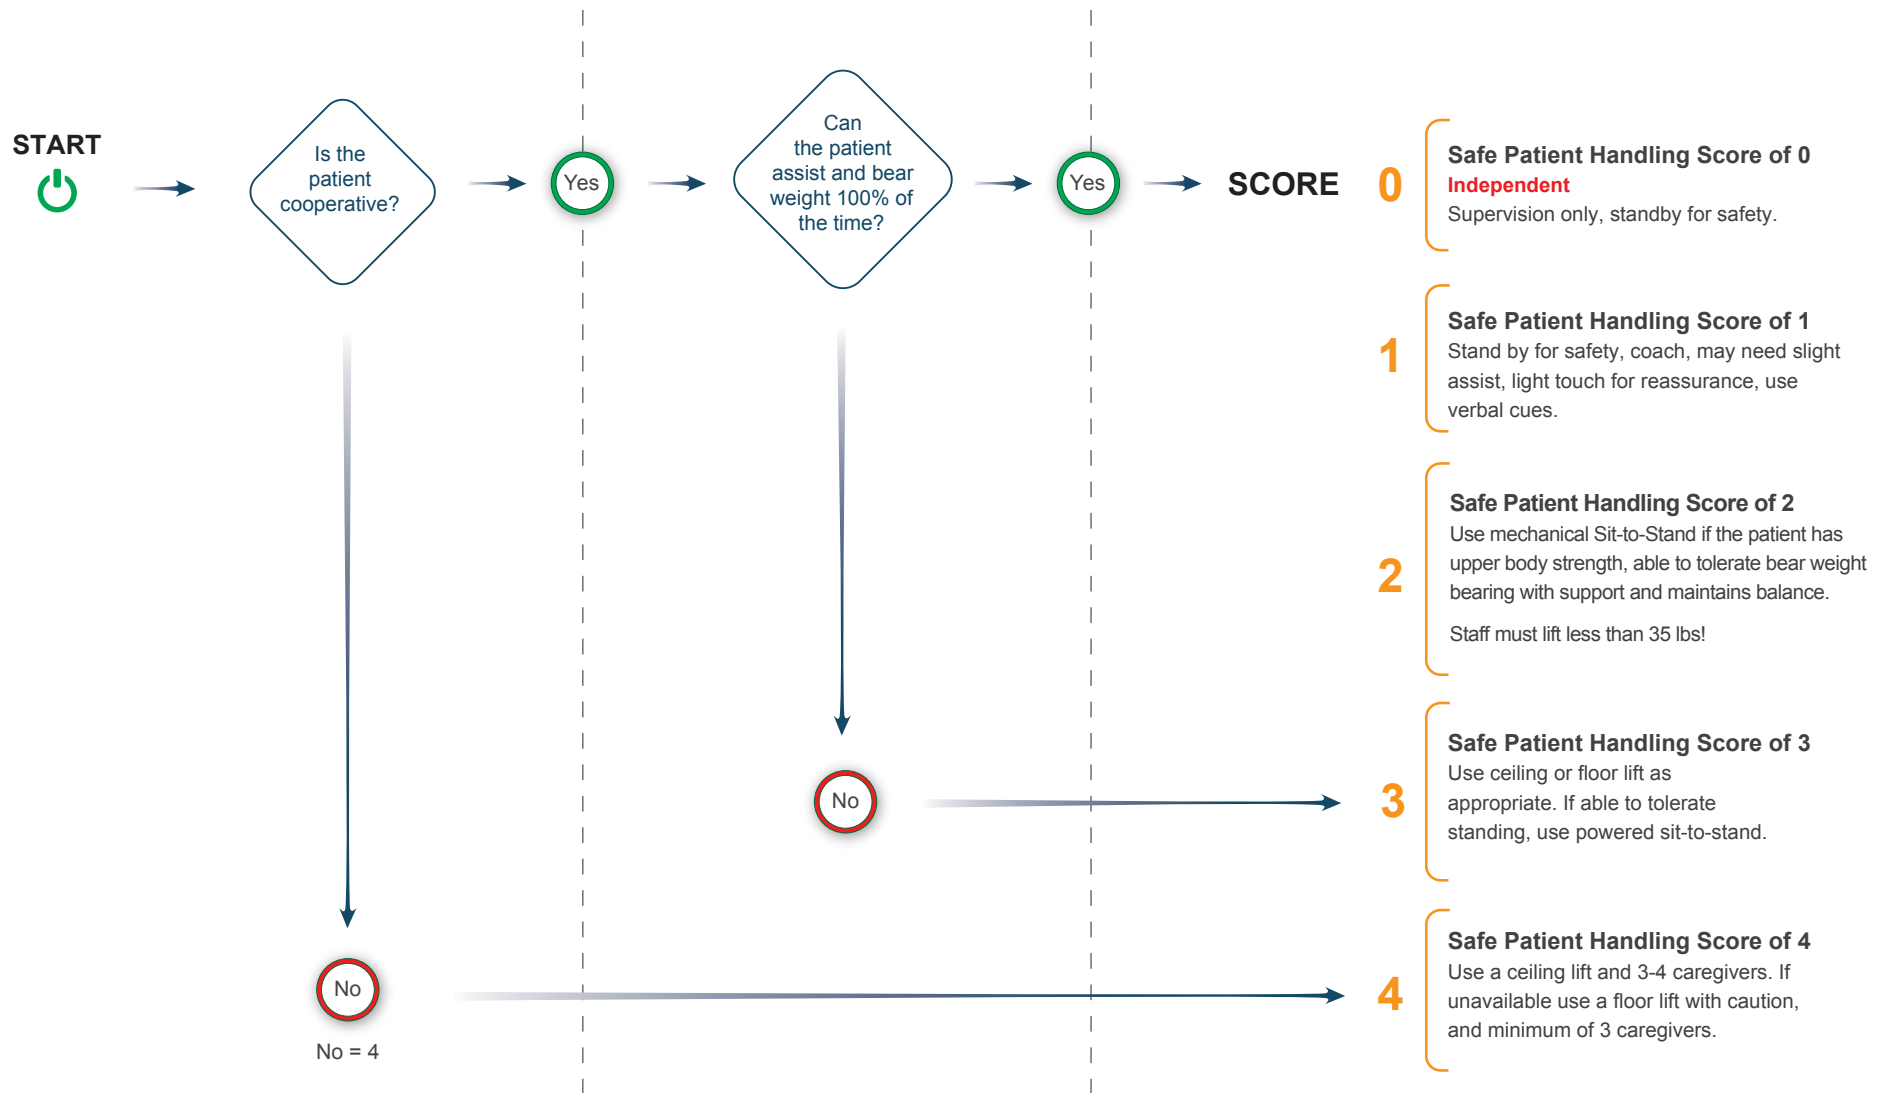 START
Is the
patient
cooperative?
Yes
Can
the patient
assist and bear
weight 100% of
the time?
Yes
SCORE
0
Safe Patient Handling Score of 0
Independent
Supervision only, standby for safety.
1
Safe Patient Handling Score of 1
Stand by for safety, coach, may need slight
assist, light touch for reassurance, use
verbal cues.
2
Safe Patient Handling Score of 2
Use mechanical Sit-to-Stand if the patient has
upper body strength, able to tolerate bear weight
bearing with support and maintains balance.
Staff must lift less than 35 lbs!
No
3
Safe Patient Handling Score of 3
Use ceiling or floor lift as
appropriate. If able to tolerate
standing, use powered sit-to-stand.
No
No = 4
4
Safe Patient Handling Score of 4
Use a ceiling lift and 3-4 caregivers. If
unavailable use a floor lift with caution,
and minimum of 3 caregivers.